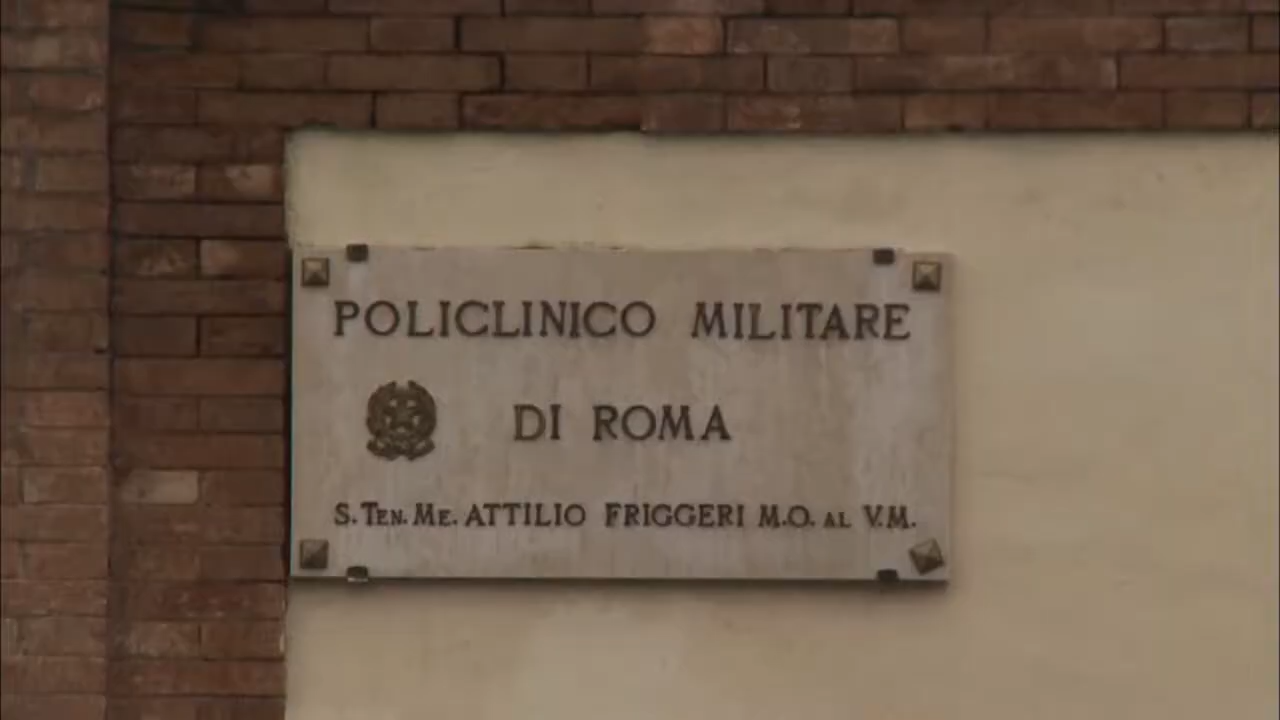 POLICLINICO MILITARE
DI ROMA
S. TEN. ME. ATTILIO FRIGGERI M.O. AL V.M.